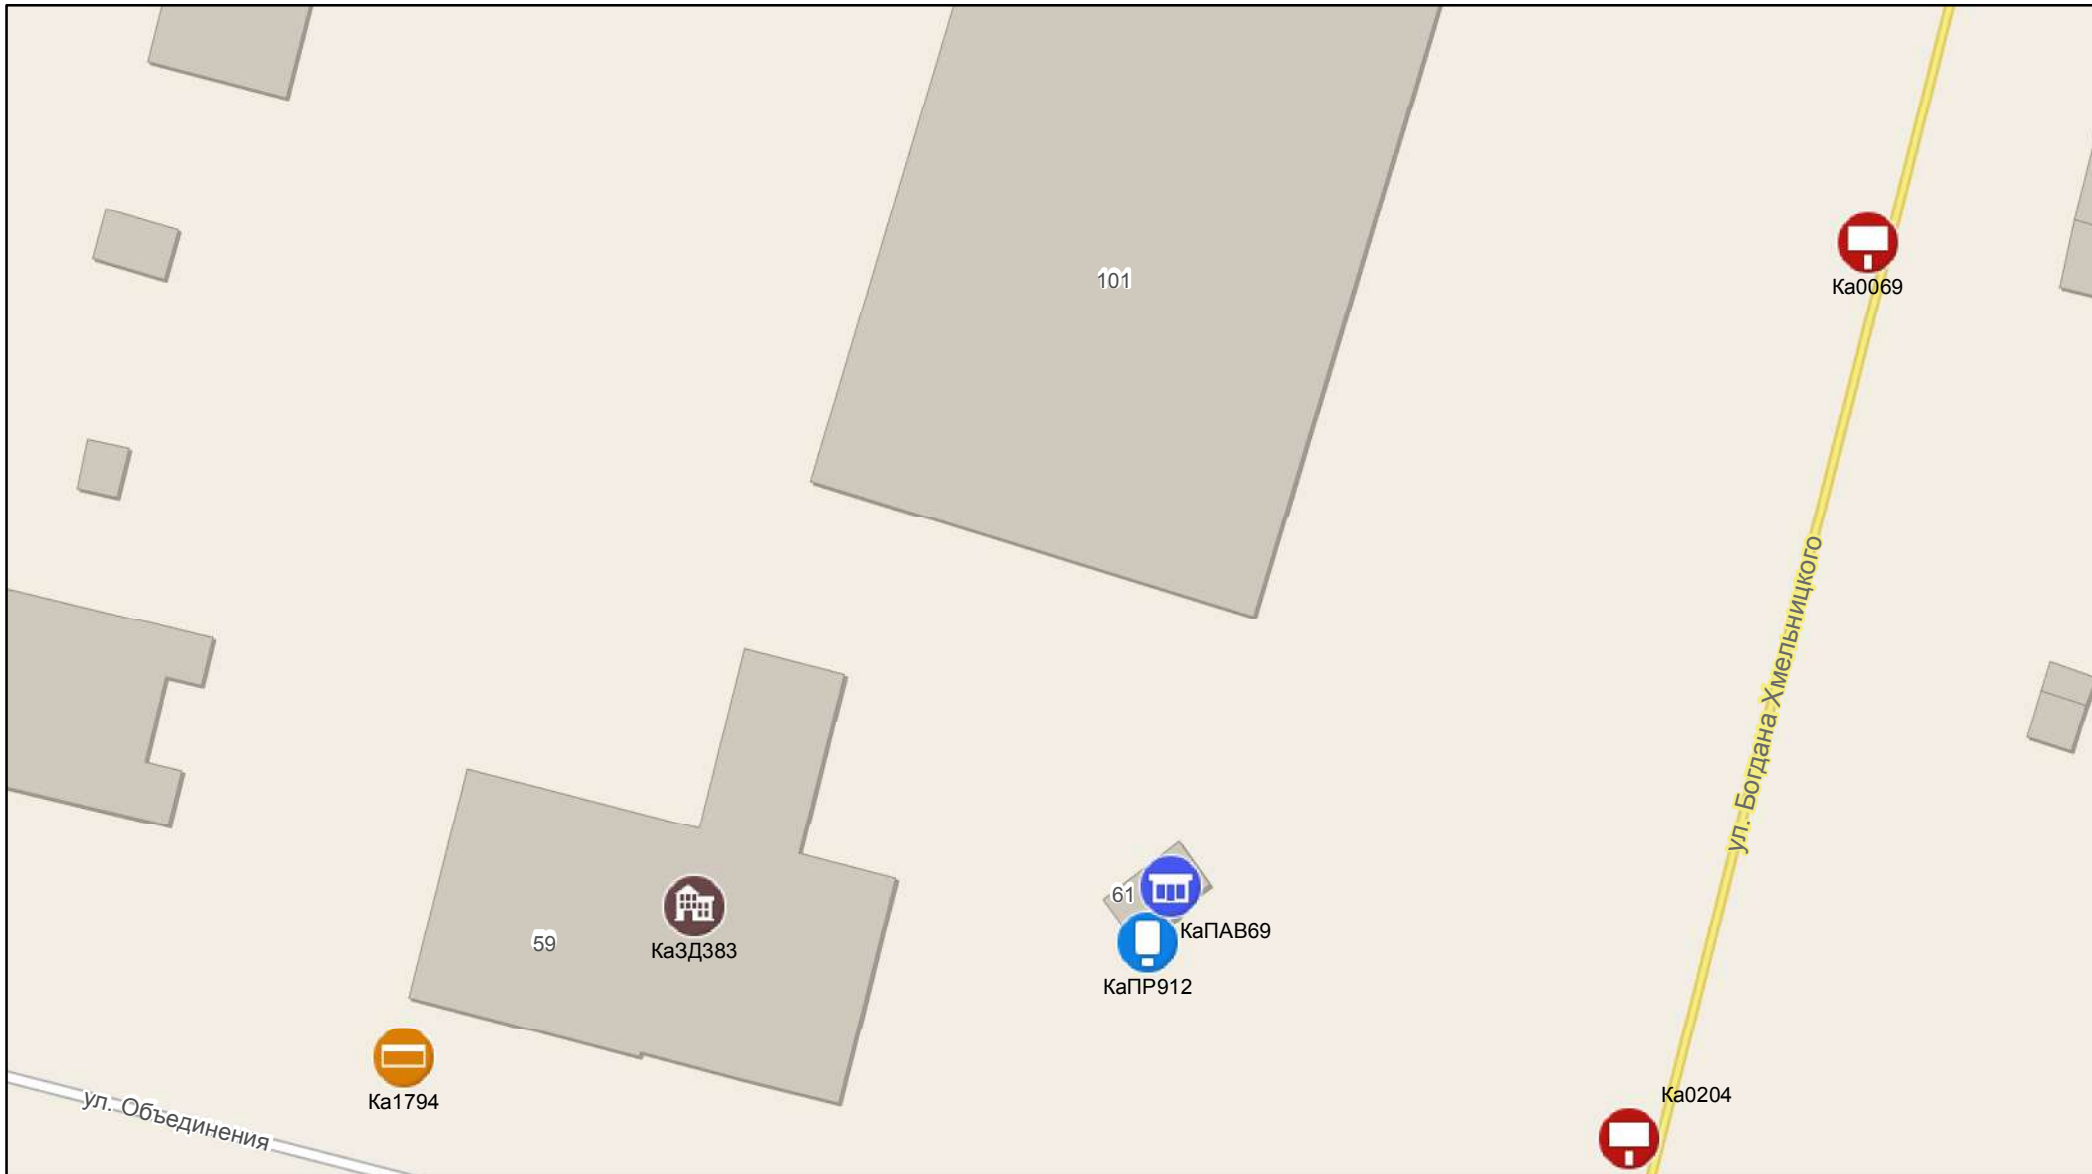 101
Ка0069
ул. Богдана Хмельницкого
61
КаПАВ69
59
КаЗД383
КаПР912
Ка1794
Ка0204
ул. Объединения